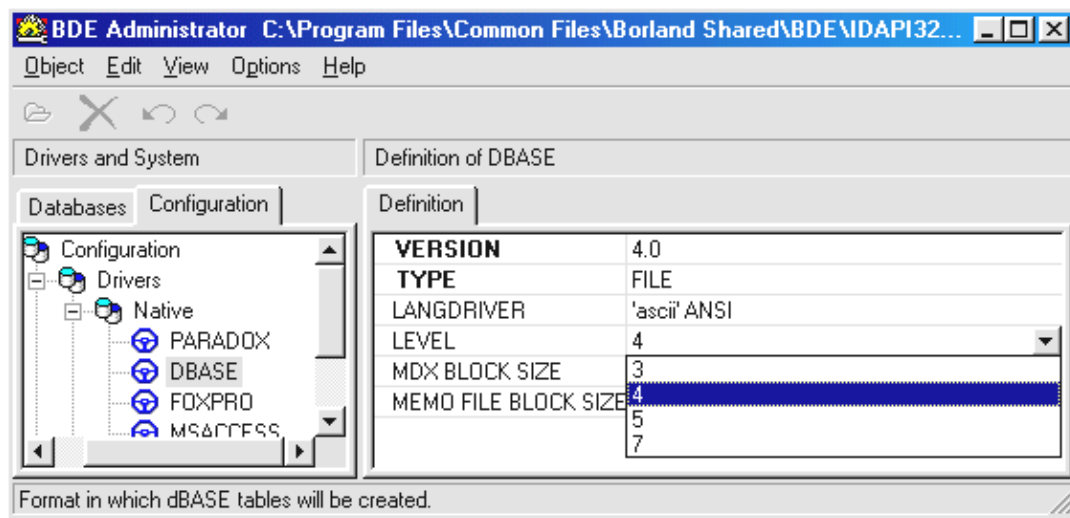 BDE Administrator C:\Program Files\Common Files\Borland Shared\BDE\IDAPI32...
Object Edit View Options Help
Drivers and System
Definition of DBASE
Databases Configuration
Definition
Configuration
Drivers
Native
PARADOX
DBASE
FOXPRO
MSACCESS
VERSION 4.0
TYPE FILE
LANGDRIVER 'ascii' ANSI
LEVEL 4
MDX BLOCK SIZE 3
MEMO FILE BLOCK SIZE 4
5
7
Format in which dBASE tables will be created.